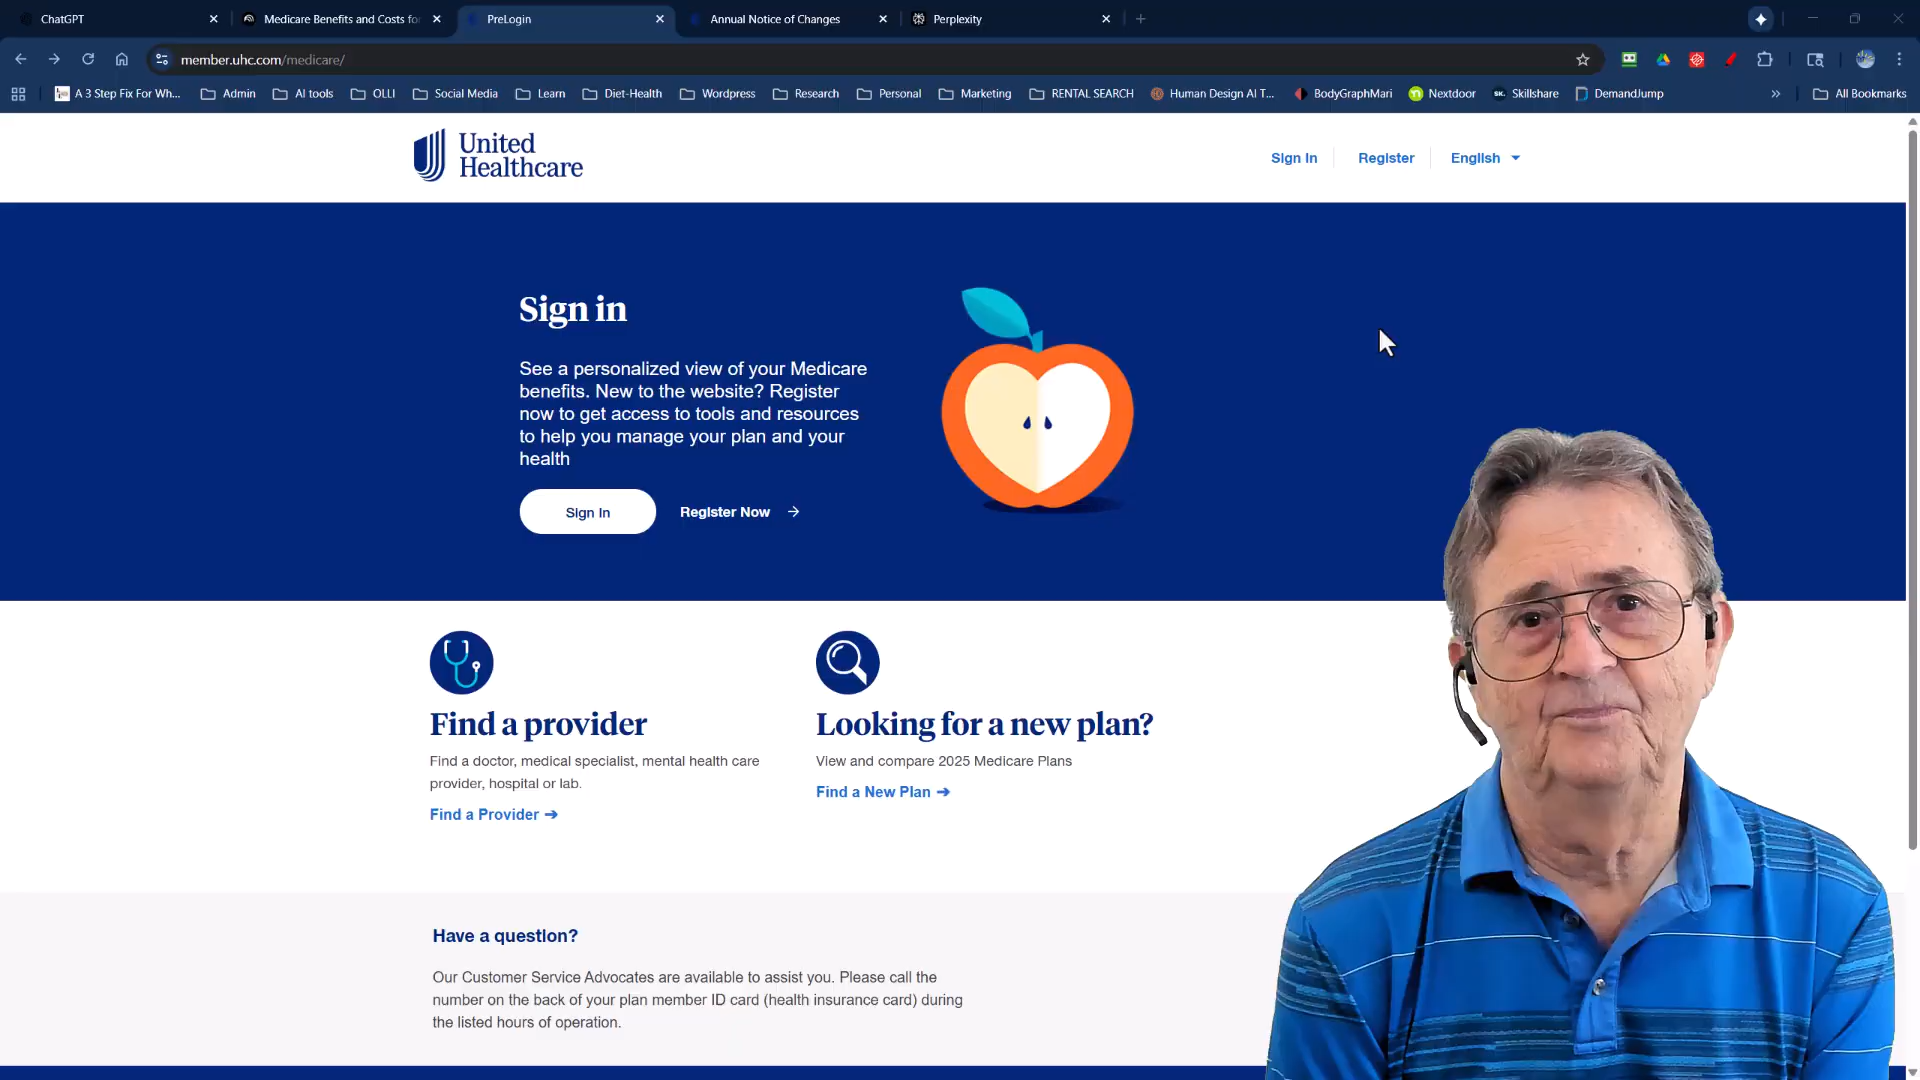 ChatGPT
Medicare Benefits and Costs for
PreLogin
Annual Notice of Changes
Perplexity
member.uhc.com/medicare/
A 3 Step Fix For Wh...
Admin
AI tools
OLLI
Social Media
Learn
Diet-Health
Wordpress
Research
Personal
Marketing
RENTAL SEARCH
Human Design AI T...
BodyGraphMari
Nextdoor
SK.
Skillshare
DemandJump
All Bookmarks
United
Healthcare
Sign In
Register
English
Sign in
See a personalized view of your Medicare
benefits. New to the website? Register
now to get access to tools and resources
to help you manage your plan and your
health
Sign In
Register Now
Find a provider
Find a doctor, medical specialist, mental health care
provider, hospital or lab.
Find a Provider
Looking for a new plan?
View and compare 2025 Medicare Plans
Find a New Plan
Have a question?
Our Customer Service Advocates are available to assist you. Please call the
number on the back of your plan member ID card (health insurance card) during
the listed hours of operation.